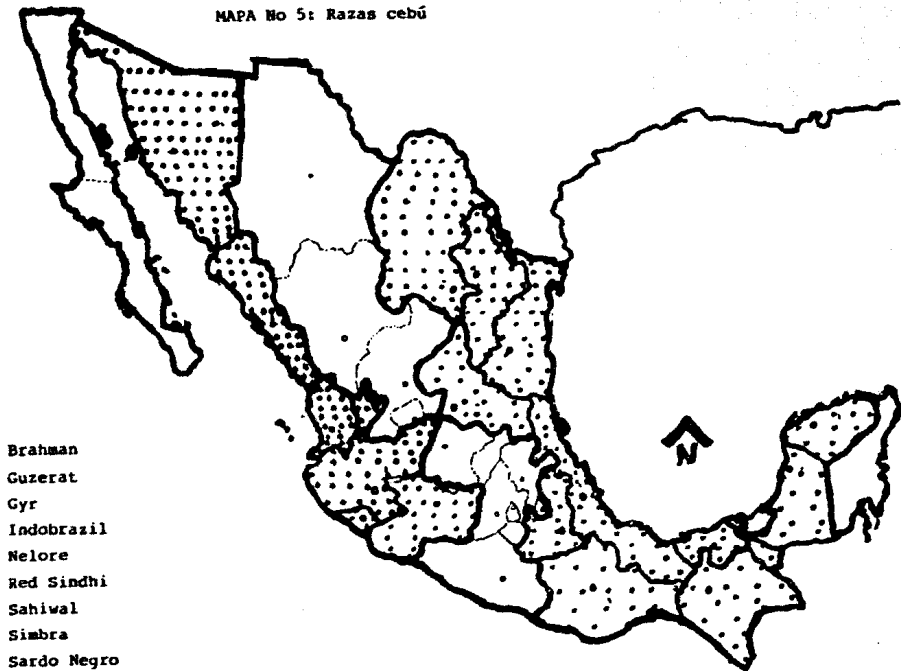 MAPA No 5: Razas cebú
N
Brahman
Guzerat
Gyr
Indobrazil
Nelore
Red Sindhi
Sahiwal
Simbra
Sardo Negro